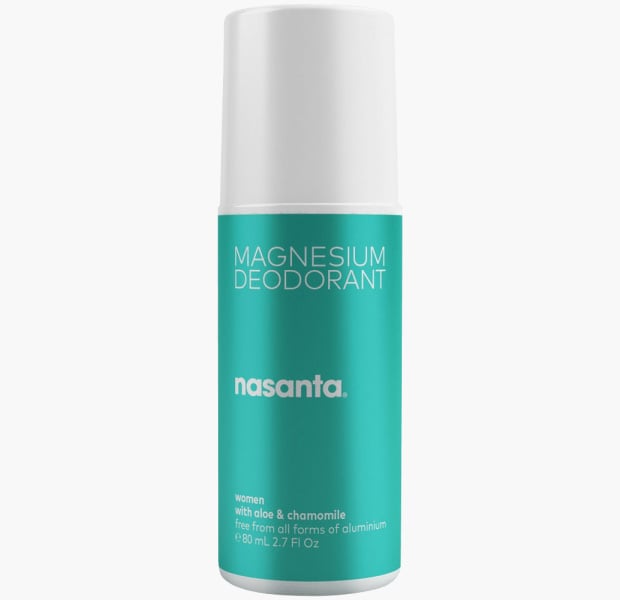 MAGNESIUM
DEODORANT
nasanta®
women
with aloe & chamomile
free from all forms of aluminium
℮80 mL 2.7 Fl Oz